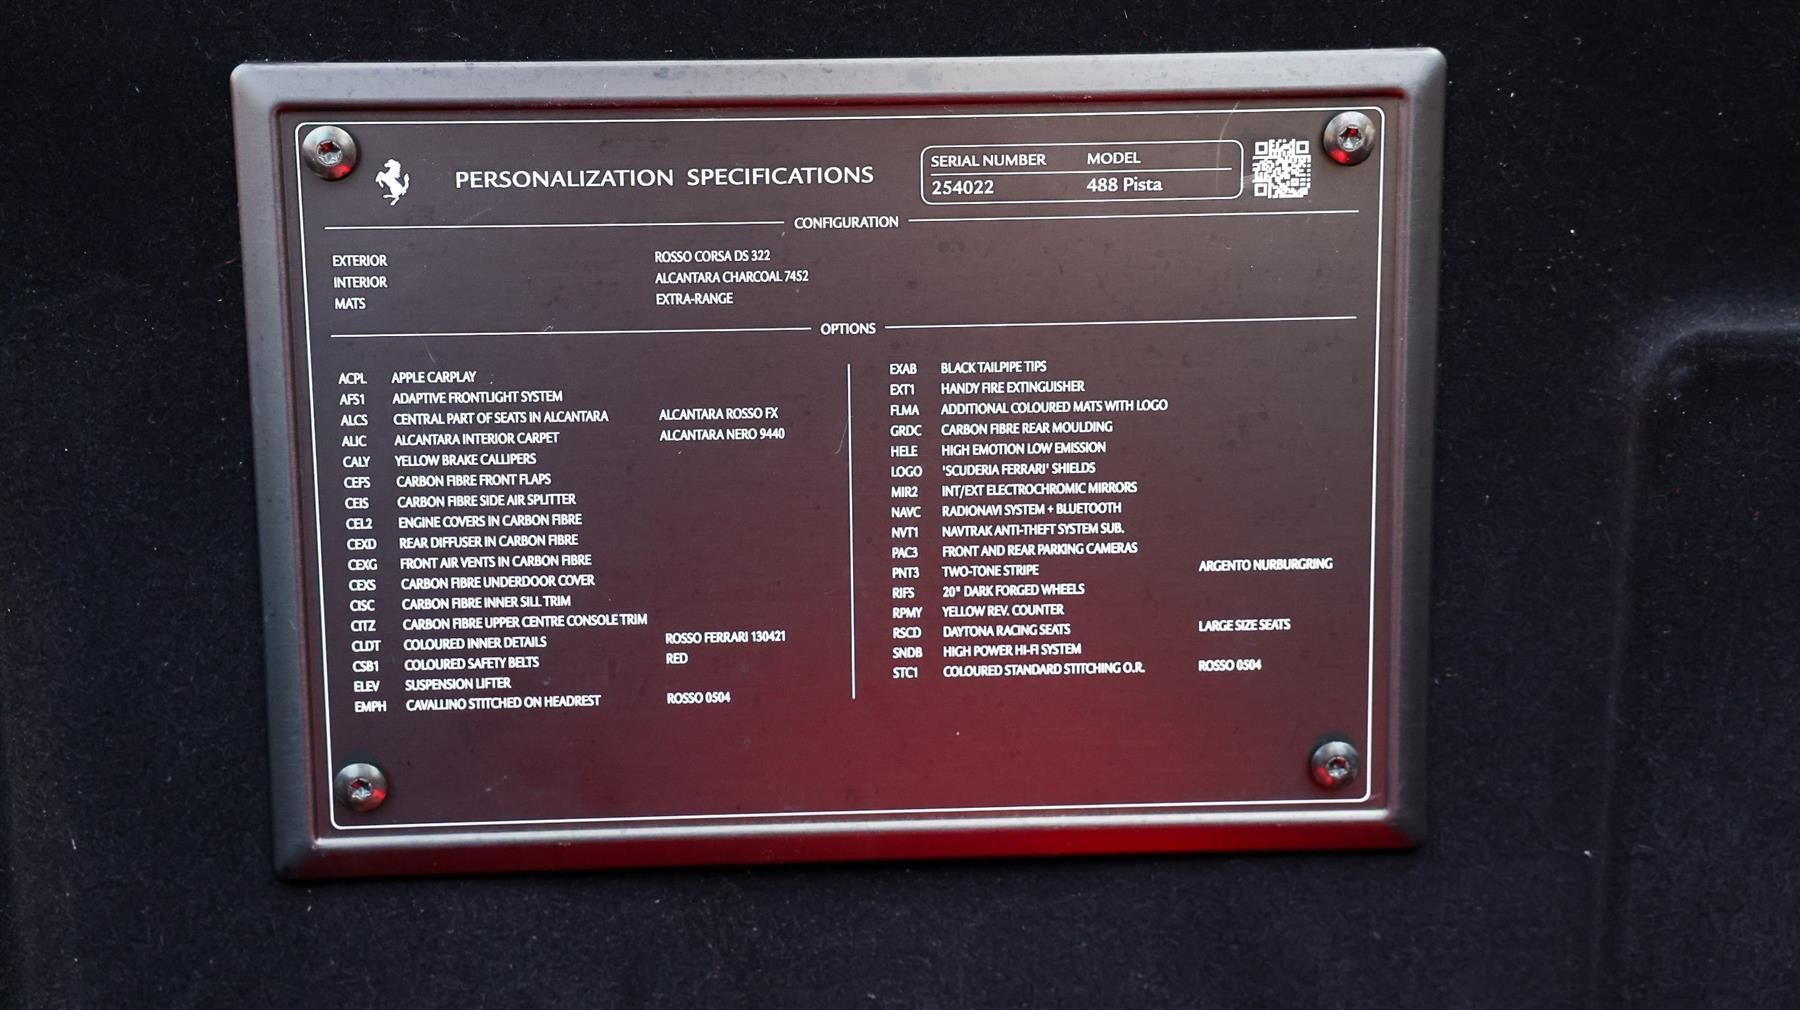 PERSONALIZATION SPECIFICATIONS
SERIAL NUMBER MODEL
254022 488 Pista
CONFIGURATION
EXTERIOR ROSSO CORSA DS 322
INTERIOR ALCANTARA CHARCOAL 7452
MATS EXTRA-RANGE
OPTIONS
ACPL APPLE CARPLAY
AFS1 ADAPTIVE FRONTLIGHT SYSTEM
ALCS CENTRAL PART OF SEATS IN ALCANTARA ALCANTARA ROSSO FX
ALIC ALCANTARA INTERIOR CARPET ALCANTARA NERO 9440
CALY YELLOW BRAKE CALLIPERS
CEFS CARBON FIBRE FRONT FLAPS
CEIS CARBON FIBRE SIDE AIR SPLITTER
CEL2 ENGINE COVERS IN CARBON FIBRE
CEXD REAR DIFFUSER IN CARBON FIBRE
CEXG FRONT AIR VENTS IN CARBON FIBRE
CEXS CARBON FIBRE UNDERDOOR COVER
CISC CARBON FIBRE INNER SILL TRIM
CITZ CARBON FIBRE UPPER CENTRE CONSOLE TRIM
CLDT COLOURED INNER DETAILS ROSSO FERRARI 130421
CSB1 COLOURED SAFETY BELTS RED
ELEV SUSPENSION LIFTER
EMPH CAVALLINO STITCHED ON HEADREST ROSSO 0504
EXAB BLACK TAILPIPE TIPS
EXT1 HANDY FIRE EXTINGUISHER
FLMA ADDITIONAL COLOURED MATS WITH LOGO
GRDC CARBON FIBRE REAR MOULDING
HELE HIGH EMOTION LOW EMISSION
LOGO 'SCUDERIA FERRARI' SHIELDS
MIR2 INT/EXT ELECTROCHROMIC MIRRORS
NAVC RADIONAVI SYSTEM + BLUETOOTH
NVT1 NAVTRAK ANTI-THEFT SYSTEM SUB.
PAC3 FRONT AND REAR PARKING CAMERAS
PNT3 TWO-TONE STRIPE ARGENTO NURBURGRING
RIFS 20" DARK FORGED WHEELS
RPMY YELLOW REV. COUNTER
RSCD DAYTONA RACING SEATS LARGE SIZE SEATS
SNDB HIGH POWER HI-FI SYSTEM
STC1 COLOURED STANDARD STITCHING O.R. ROSSO 0504